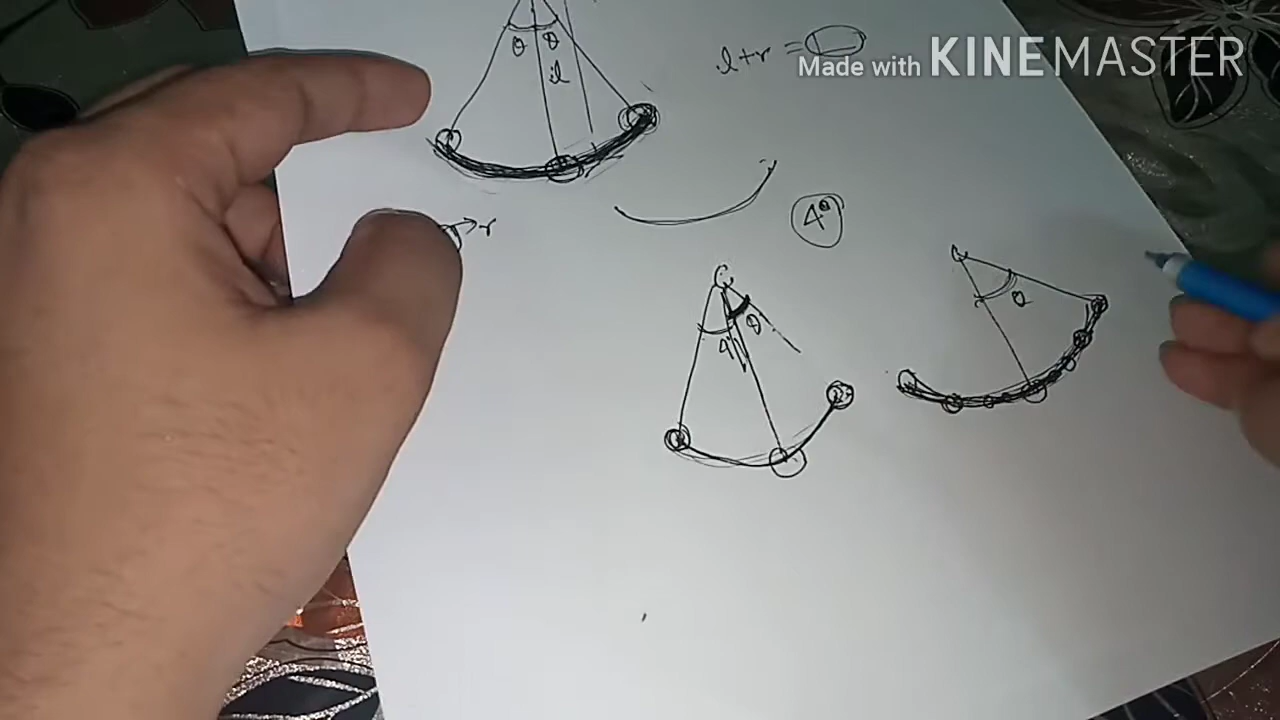 θ θ
l
l+r =
Made with KINEMASTER
r
4°
θ
θ
θ